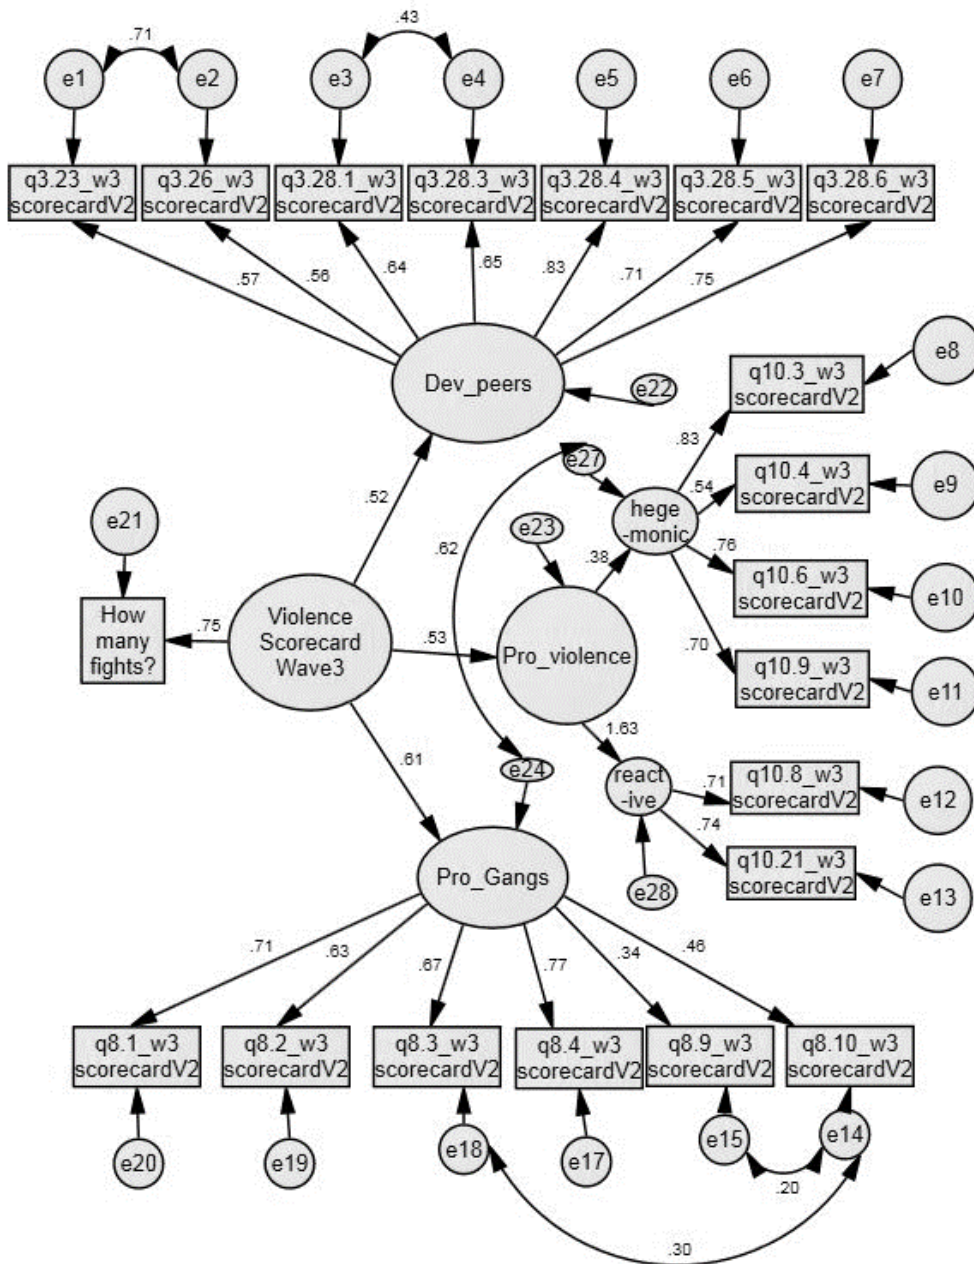 .71
.43
e1
e2
e3
e4
e5
e6
e7
q3.23_w3
scorecardV2
q3.26_w3
scorecardV2
q3.28.1_w3
scorecardV2
q3.28.3_w3
scorecardV2
q3.28.4_w3
scorecardV2
q3.28.5_w3
scorecardV2
q3.28.6_w3
scorecardV2
.57
.56
.64
.65
.83
.71
.75
Dev_peers
e22
e8
q10.3_w3
scorecardV2
.83
e27
.54
q10.4_w3
scorecardV2
e9
hege
-monic
.52
e21
e23
.62
.38
.76
q10.6_w3
scorecardV2
e10
How
many
fights?
.75
Violence
Scorecard
Wave3
.53
Pro_violence
.70
q10.9_w3
scorecardV2
e11
1.63
.61
e24
react
-ive
.71
q10.8_w3
scorecardV2
e12
.74
q10.21_w3
scorecardV2
e13
e28
Pro_Gangs
.71
.63
.67
.77
.34
.46
q8.1_w3
scorecardV2
q8.2_w3
scorecardV2
q8.3_w3
scorecardV2
q8.4_w3
scorecardV2
q8.9_w3
scorecardV2
q8.10_w3
scorecardV2
e20
e19
e18
e17
e15
e14
.20
.30